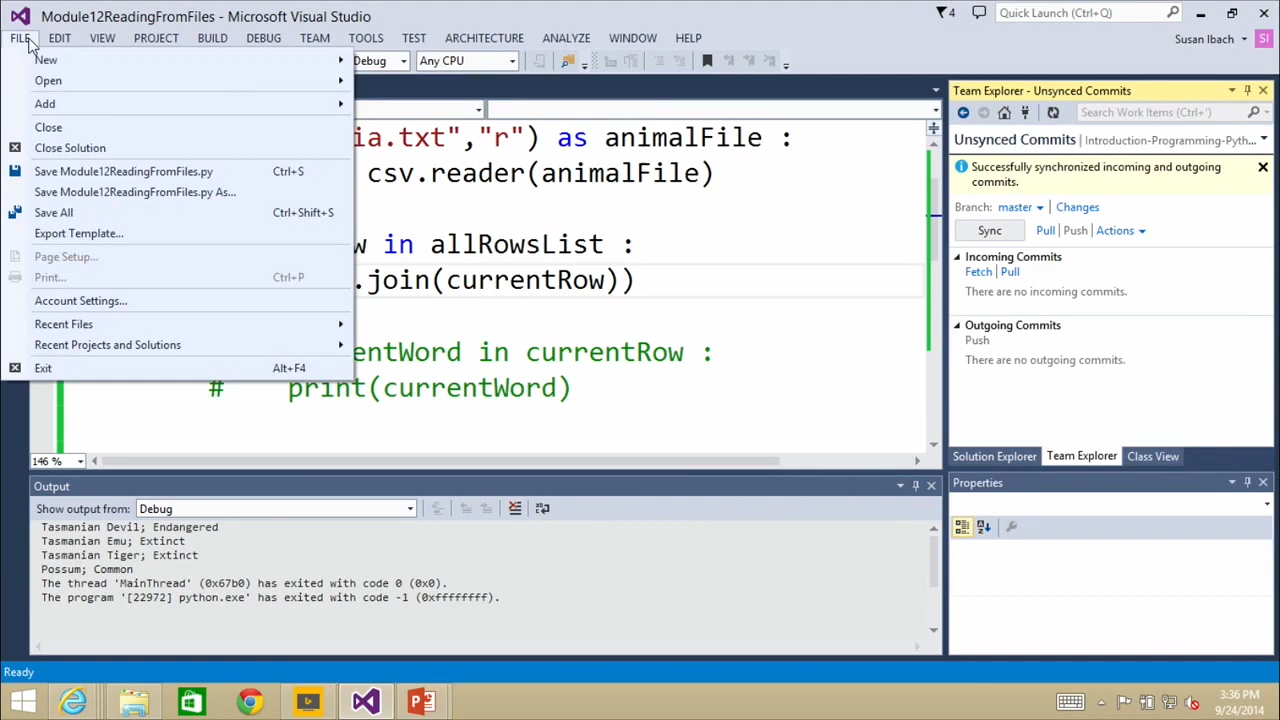 Module12ReadingFromFiles - Microsoft Visual Studio
4
Quick Launch (Ctrl+Q)
FILE EDIT VIEW PROJECT BUILD DEBUG TEAM TOOLS TEST ARCHITECTURE ANALYZE WINDOW HELP
Susan Ibach SI
Debug Any CPU
New
Open
Add
Close
Close Solution
Save Module12ReadingFromFiles.py Ctrl+S
Save Module12ReadingFromFiles.py As...
Save All Ctrl+Shift+S
Export Template...
Page Setup...
Print... Ctrl+P
Account Settings...
Recent Files
Recent Projects and Solutions
Exit Alt+F4
ia.txt","r") as animalFile :
csv.reader(animalFile)
w in allRowsList :
.join(currentRow))
entWord in currentRow :
# print(currentWord)
146 %
Team Explorer - Unsynced Commits
Search Work Items (Ctrl+')
Unsynced Commits Introduction-Programming-Pyth
Successfully synchronized incoming and outgoing
commits.
Branch: master Changes
Sync Pull Push Actions
Incoming Commits
Fetch Pull
There are no incoming commits.
Outgoing Commits
Push
There are no outgoing commits.
Solution Explorer Team Explorer Class View
Properties
Output
Show output from: Debug
Tasmanian Devil; Endangered
Tasmanian Emu; Extinct
Tasmanian Tiger; Extinct
Possum; Common
The thread 'MainThread' (0x67b0) has exited with code 0 (0x0).
The program '[22972] python.exe' has exited with code -1 (0xffffffff).
Ready
3:36 PM
9/24/2014